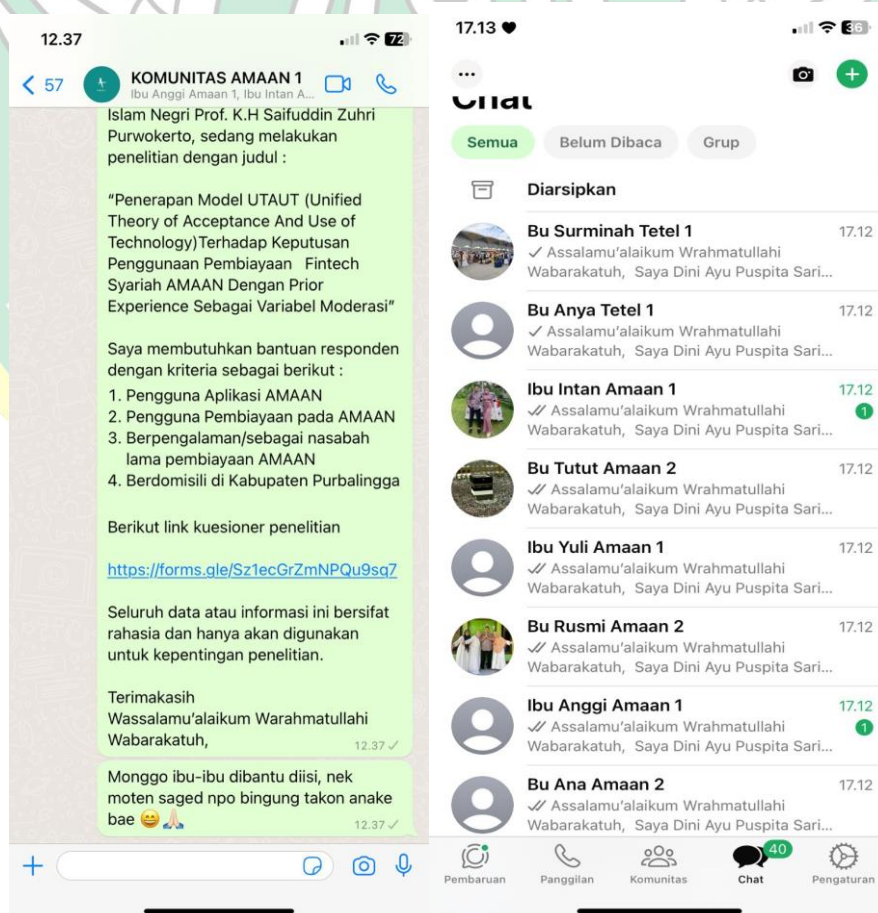 12.37
72
57
KOMUNITAS AMAAN 1
Ibu Anggi Amaan 1, Ibu Intan A...
Islam Negri Prof. K.H Saifuddin Zuhri
Purwokerto, sedang melakukan
penelitian dengan judul :
“Penerapan Model UTAUT (Unified
Theory of Acceptance And Use of
Technology)Terhadap Keputusan
Penggunaan Pembiayaan Fintech
Syariah AMAAN Dengan Prior
Experience Sebagai Variabel Moderasi”
Saya membutuhkan bantuan responden
dengan kriteria sebagai berikut :
1. Pengguna Aplikasi AMAAN
2. Pengguna Pembiayaan pada AMAAN
3. Berpengalaman/sebagai nasabah
lama pembiayaan AMAAN
4. Berdomisili di Kabupaten Purbalingga
Berikut link kuesioner penelitian
https://forms.gle/Sz1ecGrZmNPQu9sq7
Seluruh data atau informasi ini bersifat
rahasia dan hanya akan digunakan
untuk kepentingan penelitian.
Terimakasih
Wassalamu’alaikum Warahmatullahi
Wabarakatuh,
12.37
Monggo ibu-ibu dibantu diisi, nek
moten saged npo bingung takon anake
bae 😄🙏🏻
12.37
17.13
36
Chat
Semua
Belum Dibaca
Grup
Diarsipkan
Bu Surminah Tetel 1 17.12
Assalamu’alaikum Wrahmatullahi
Wabarakatuh, Saya Dini Ayu Puspita Sari...
Bu Anya Tetel 1 17.12
Assalamu’alaikum Wrahmatullahi
Wabarakatuh, Saya Dini Ayu Puspita Sari...
Ibu Intan Amaan 1 17.12
Assalamu’alaikum Wrahmatullahi 1
Wabarakatuh, Saya Dini Ayu Puspita Sari...
Bu Tutut Amaan 2 17.12
Assalamu’alaikum Wrahmatullahi
Wabarakatuh, Saya Dini Ayu Puspita Sari...
Ibu Yuli Amaan 1 17.12
Assalamu’alaikum Wrahmatullahi
Wabarakatuh, Saya Dini Ayu Puspita Sari...
Bu Rusmi Amaan 2 17.12
Assalamu’alaikum Wrahmatullahi
Wabarakatuh, Saya Dini Ayu Puspita Sari...
Ibu Anggi Amaan 1 17.12
Assalamu’alaikum Wrahmatullahi 1
Wabarakatuh, Saya Dini Ayu Puspita Sari...
Bu Ana Amaan 2 17.12
Assalamu’alaikum Wrahmatullahi
Wabarakatuh, Saya Dini Ayu Puspita Sari...
40
Pembaruan
Panggilan
Komunitas
Chat
Pengaturan